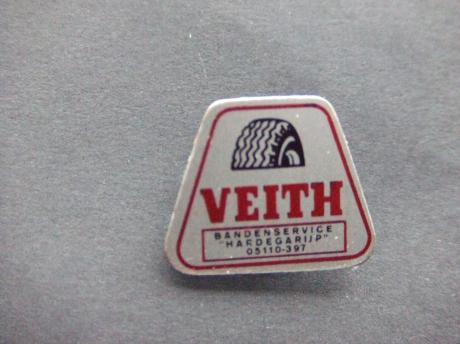 VEITH
BANDENSERVICE
"HARDEGARIJP"
05110-397